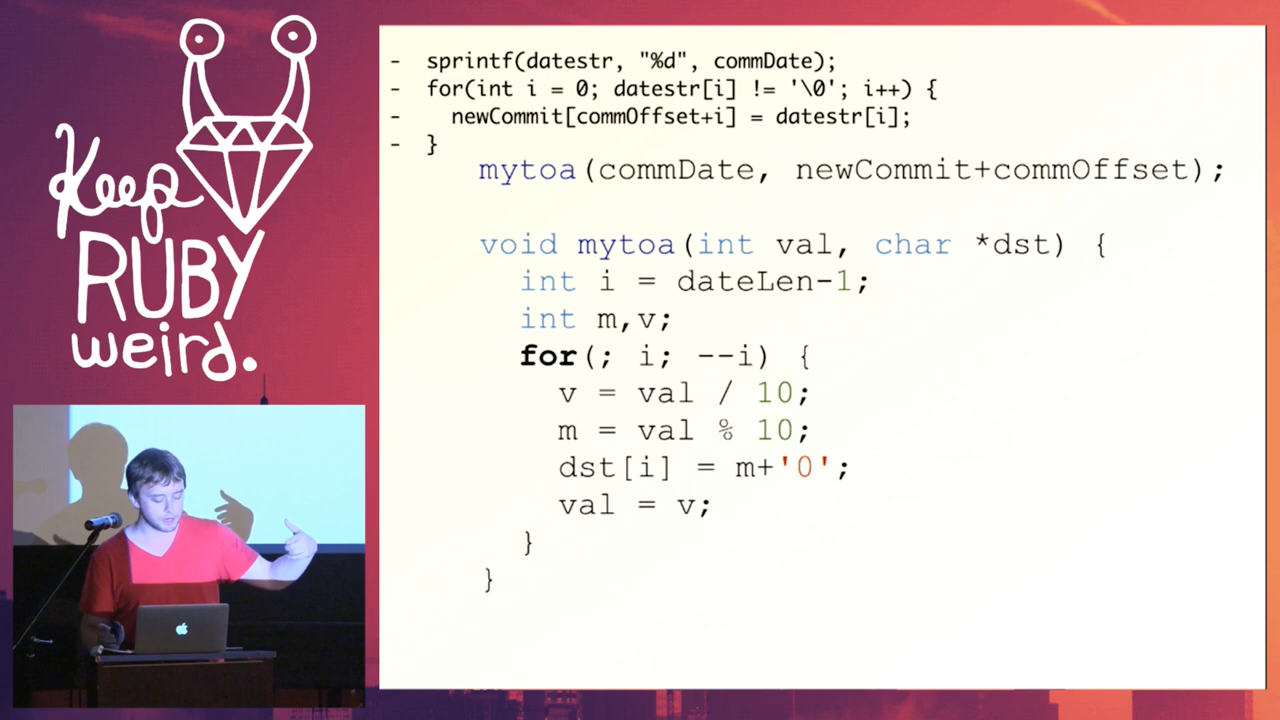 Keep
RUBY
weird.
- sprintf(datestr, "%d", commDate);
- for(int i = 0; datestr[i] != '\0'; i++) {
- newCommit[commOffset+i] = datestr[i];
- }
mytoa(commDate, newCommit+commOffset);
void mytoa(int val, char *dst) {
int i = dateLen-1;
int m,v;
for(; i; --i) {
v = val / 10;
m = val % 10;
dst[i] = m+'0';
val = v;
}
}